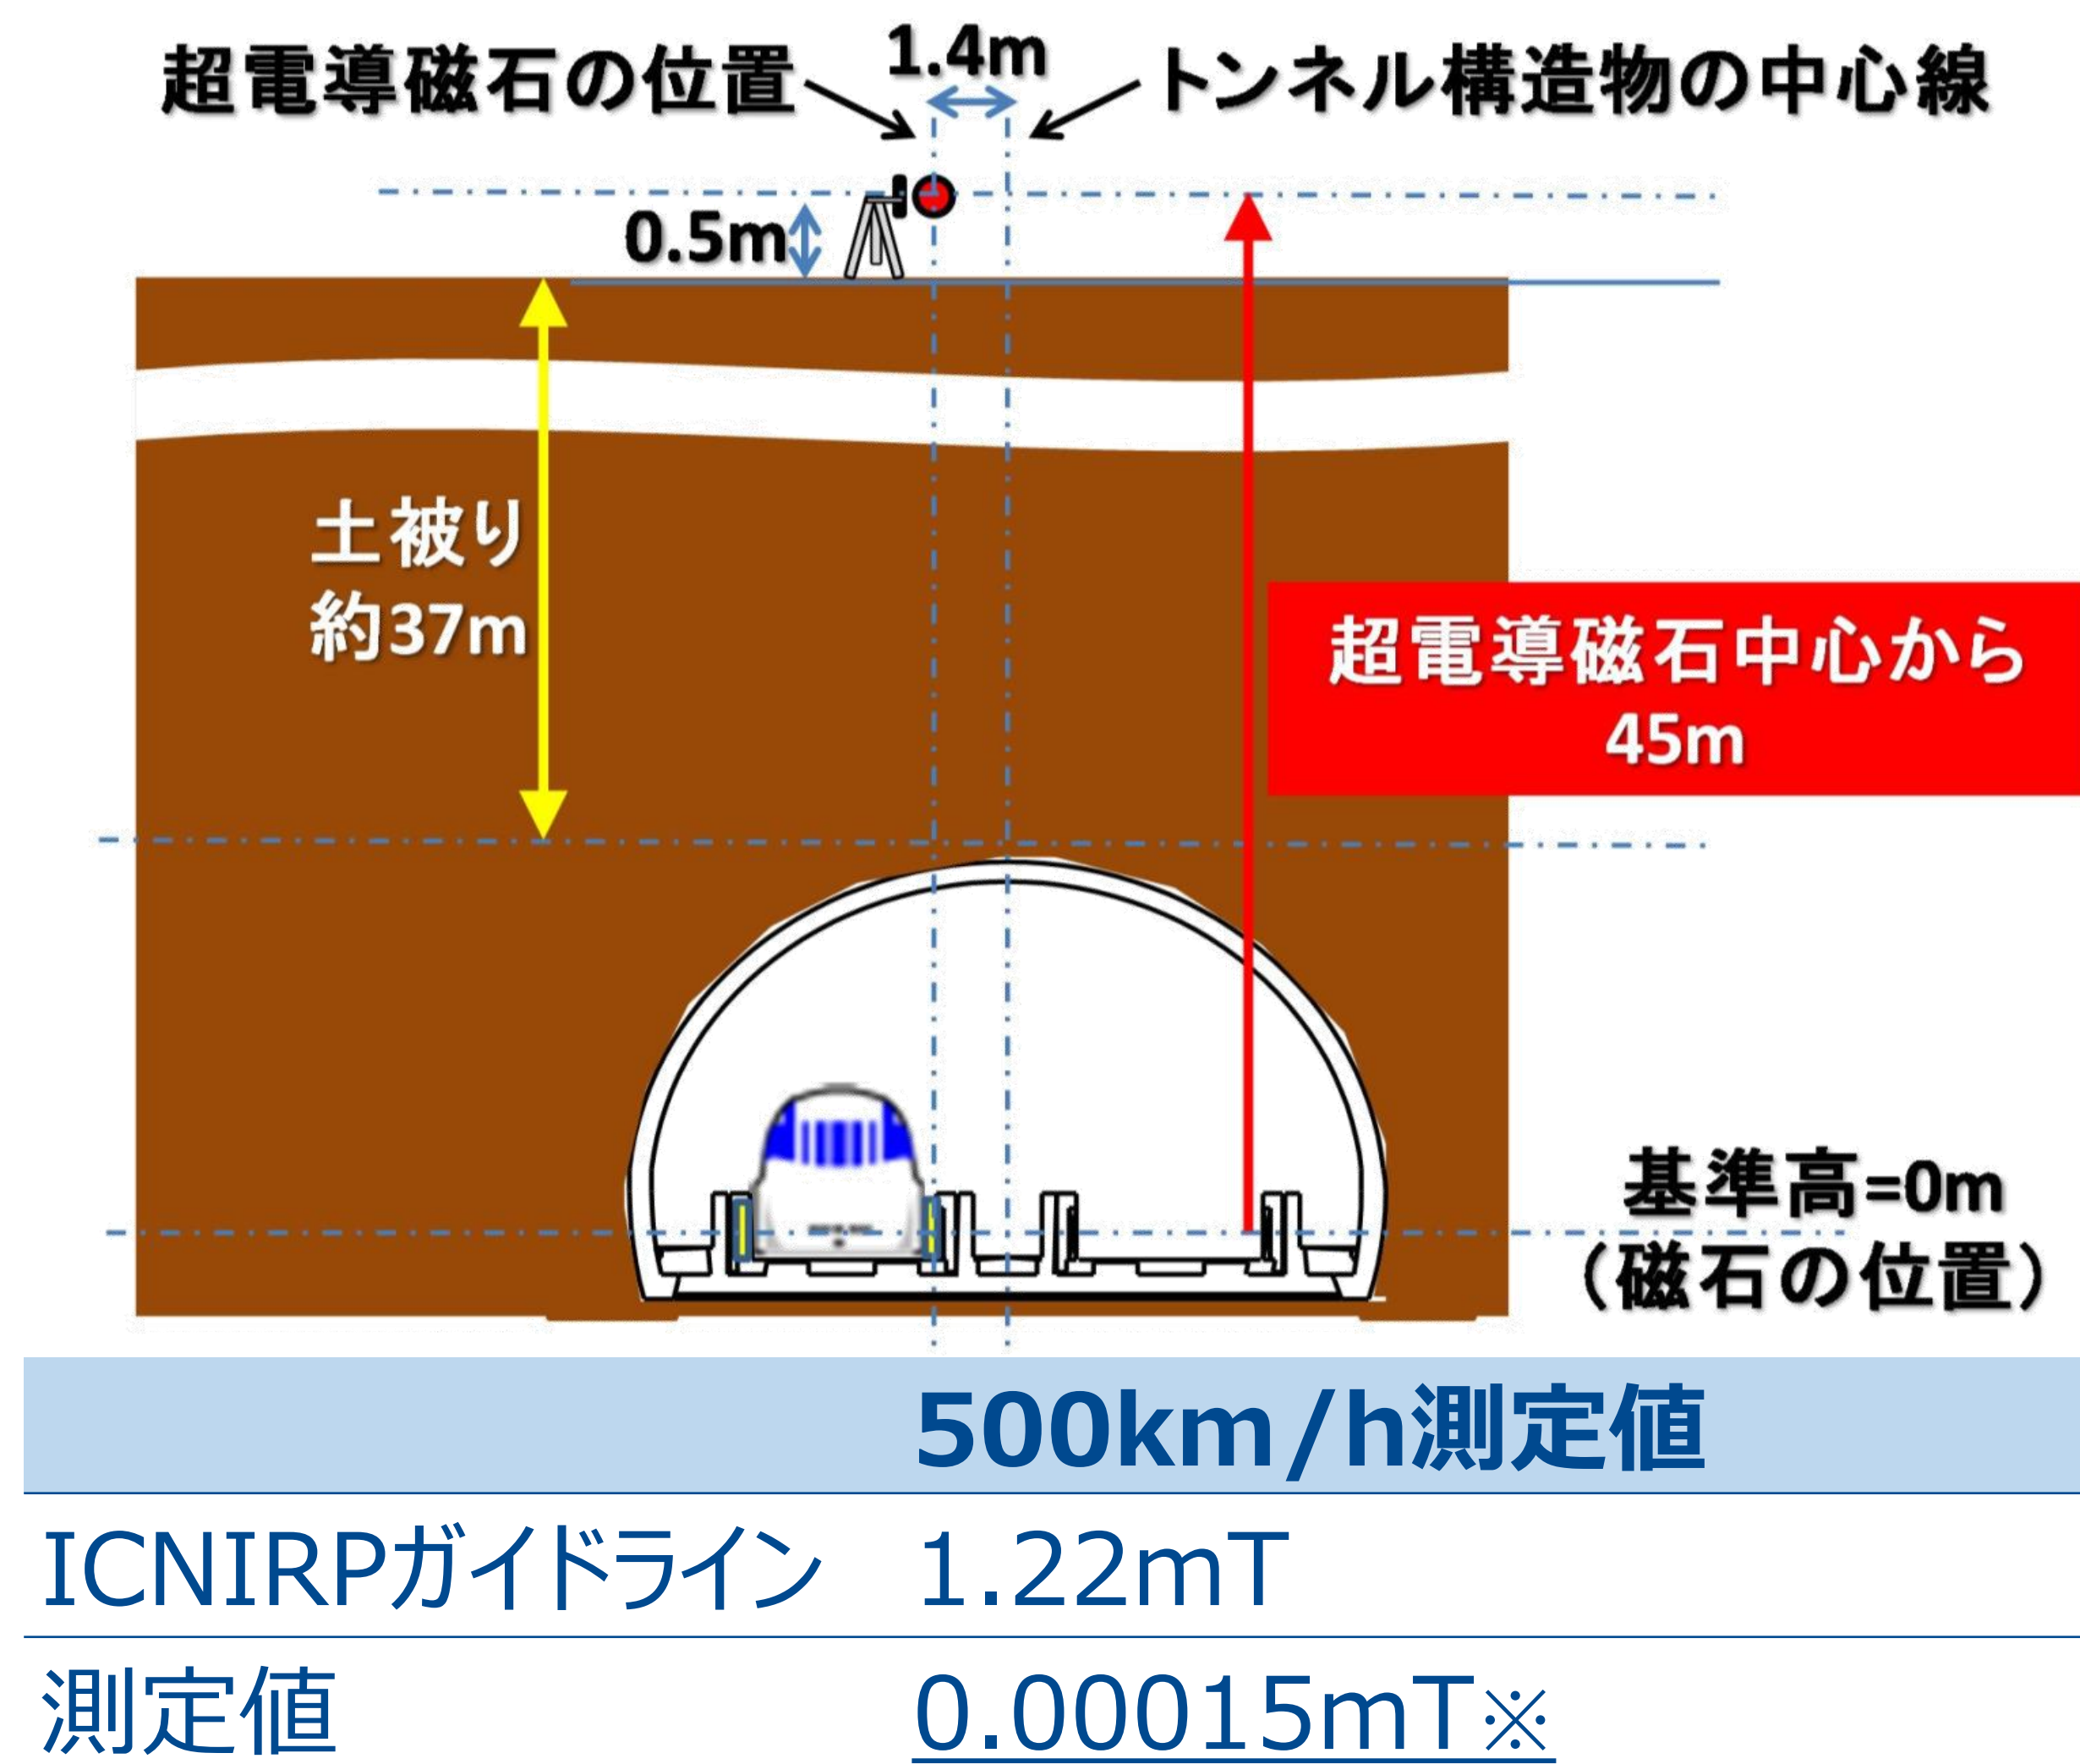 超電導磁石の位置
1.4m
トンネル構造物の中心線
0.5m
土被り
約37m
超電導磁石中心から
45m
基準高=0m
（磁石の位置）
500km/h測定値
ICNIRPガイドライン 1.22mT
測定値 0.00015mT※